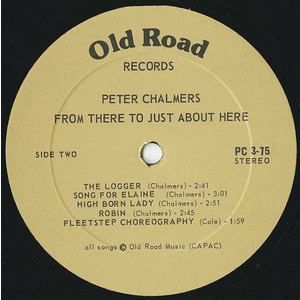 Old Road
RECORDS
PETER CHALMERS
FROM THERE TO JUST ABOUT HERE
SIDE TWO
PC 3-75
STEREO
THE LOGGER (Chalmers) - 2:41
SONG FOR ELAINE (Chalmers) - 3:01
HIGH BORN LADY (Chalmers) - 2:51
ROBIN (Chalmers) - 2:45
FLEETSTEP CHOREOGRAPHY (Cole) - 1:59
all songs © Old Road Music (CAPAC)